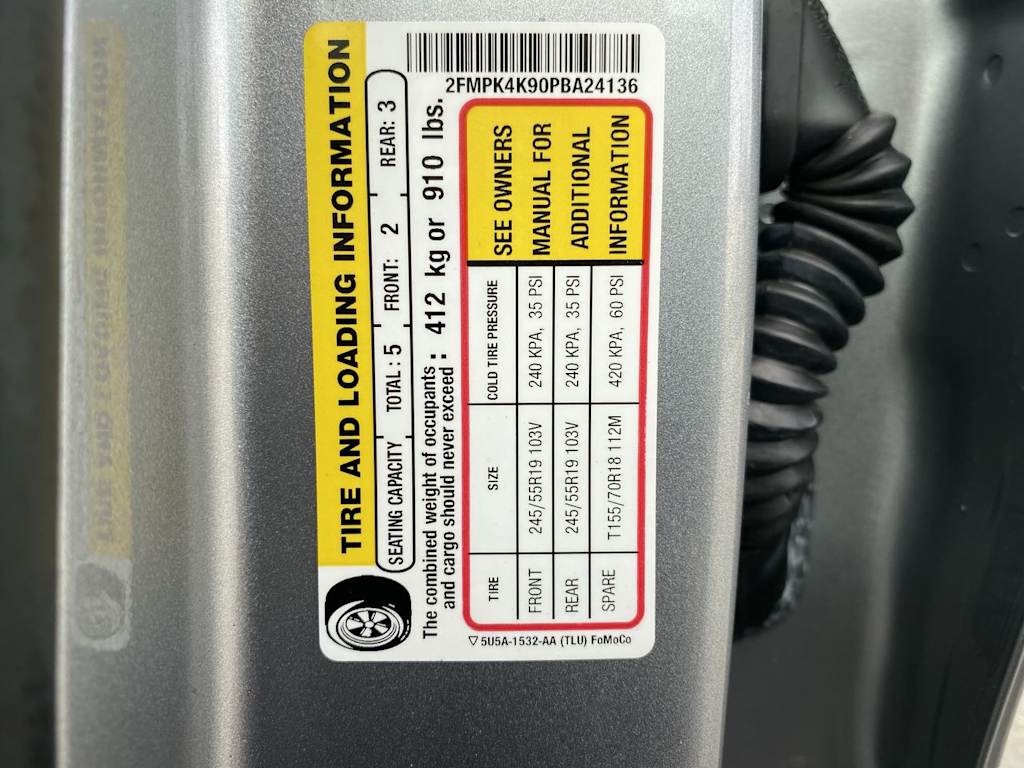 TIRE AND LOADING INFORMATION
SEATING CAPACITY TOTAL : 5 FRONT: 2 REAR: 3
The combined weight of occupants
and cargo should never exceed : 412 kg or 910 lbs.
2FMPK4K90PBA24136
TIRE SIZE COLD TIRE PRESSURE
FRONT 245/55R19 103V 240 KPA, 35 PSI
REAR 245/55R19 103V 240 KPA, 35 PSI
SPARE T155/70R18 112M 420 KPA, 60 PSI
SEE OWNERS
MANUAL FOR
ADDITIONAL
INFORMATION
5U5A-1532-AA (TLU) FoMoCo